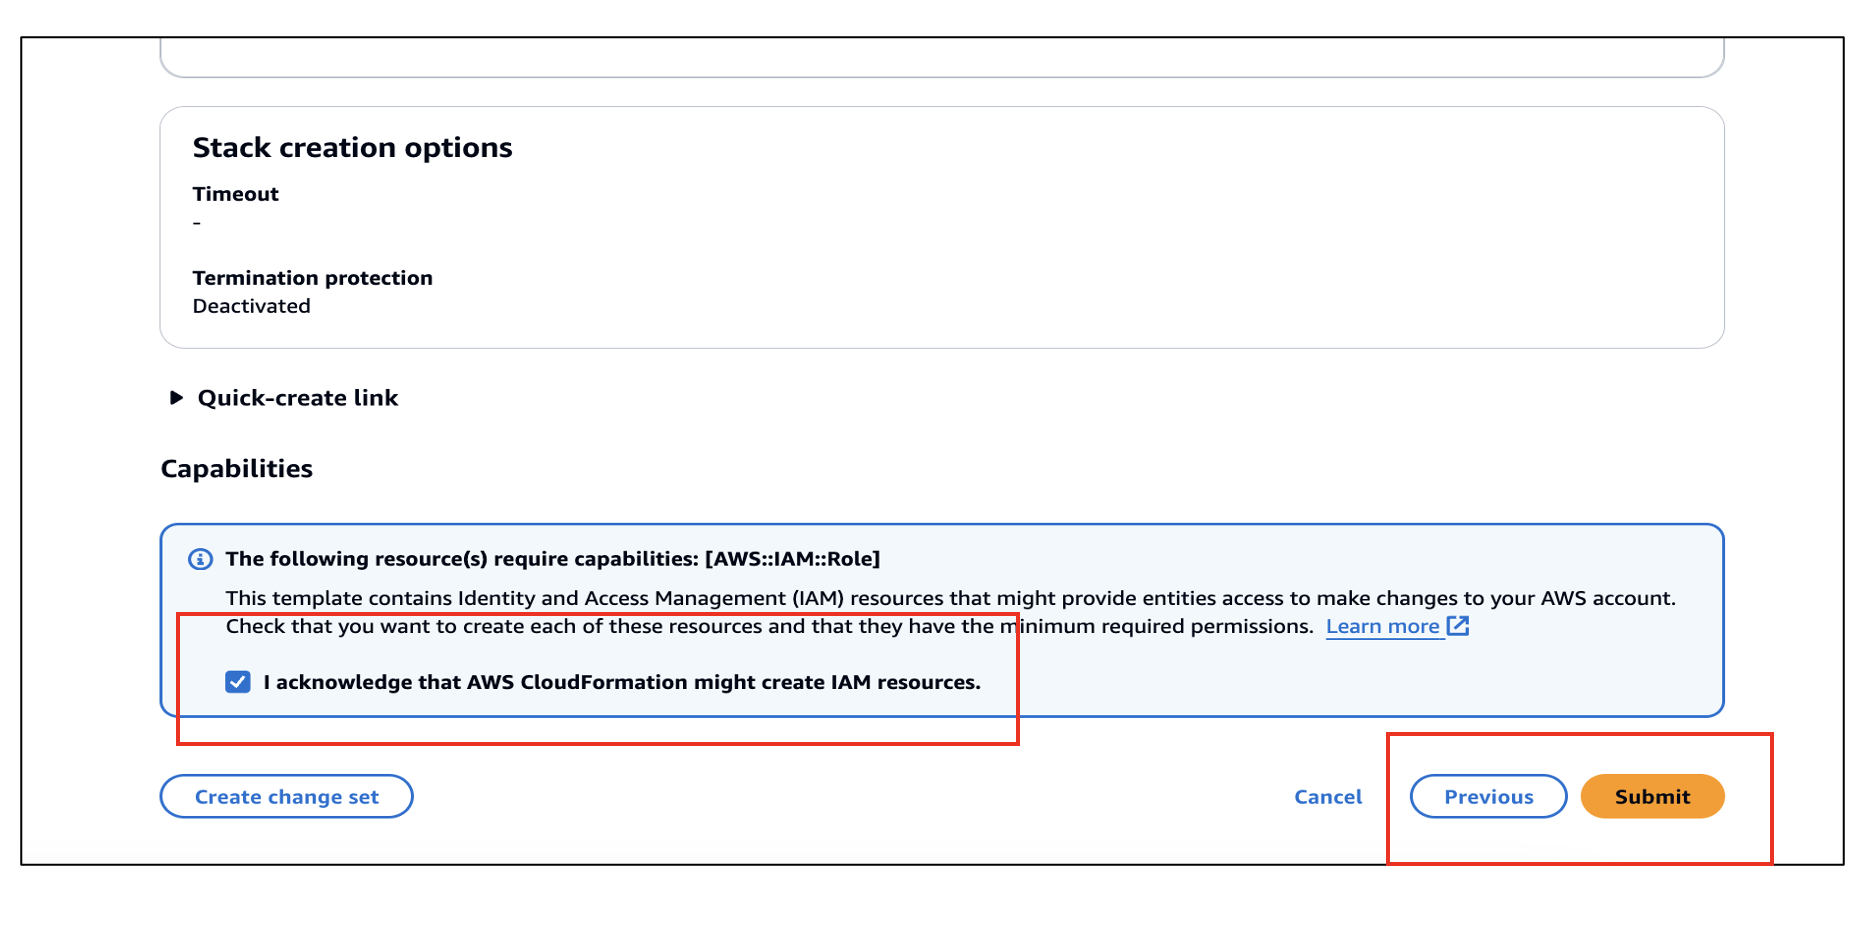 Stack creation options
Timeout
-
Termination protection
Deactivated
Quick-create link
Capabilities
The following resource(s) require capabilities: [AWS::IAM::Role]
This template contains Identity and Access Management (IAM) resources that might provide entities access to make changes to your AWS account.
Check that you want to create each of these resources and that they have the minimum required permissions. Learn more
I acknowledge that AWS CloudFormation might create IAM resources.
Create change set
Cancel
Previous
Submit